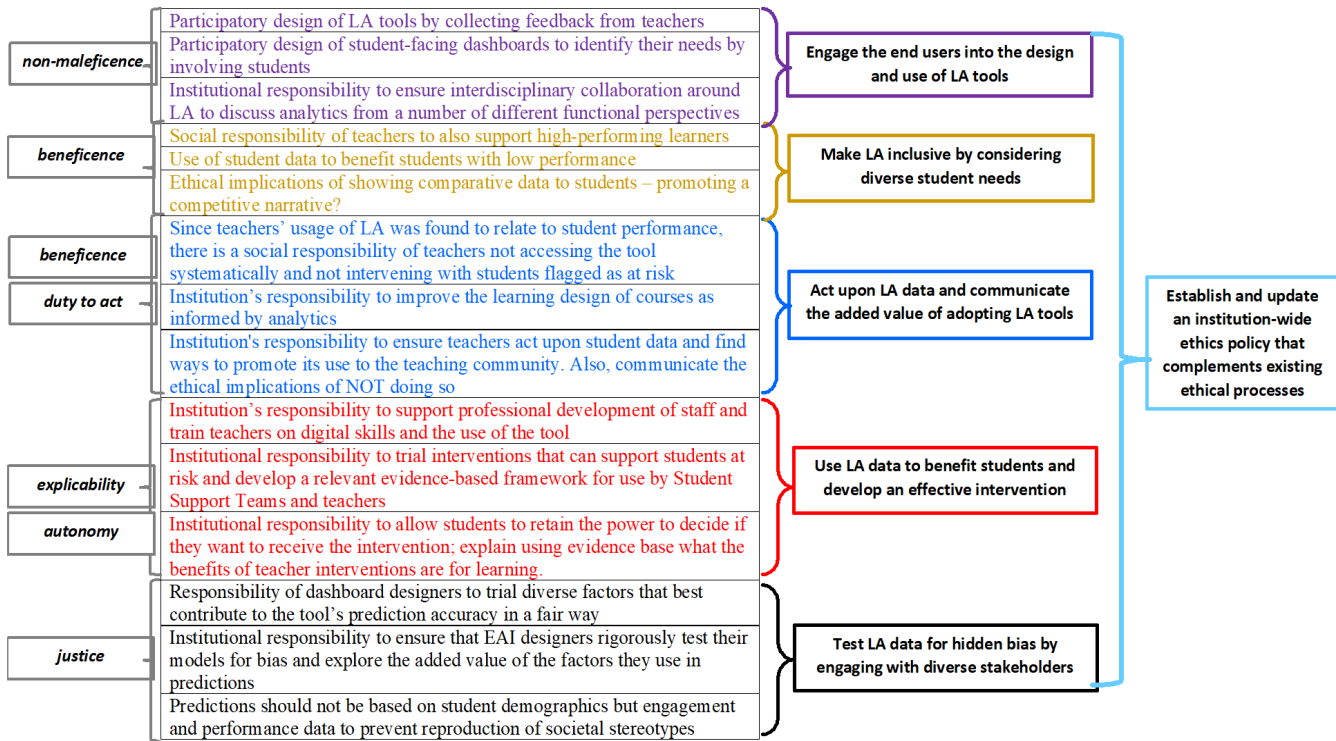 non-maleficence
Participatory design of LA tools by collecting feedback from teachers
Participatory design of student-facing dashboards to identify their needs by
involving students
Institutional responsibility to ensure interdisciplinary collaboration around
LA to discuss analytics from a number of different functional perspectives
Engage the end users into the design
and use of LA tools
beneficence
Social responsibility of teachers to also support high-performing learners
Use of student data to benefit students with low performance
Ethical implications of showing comparative data to students – promoting a
competitive narrative?
Make LA inclusive by considering
diverse student needs
beneficence
duty to act
Since teachers’ usage of LA was found to relate to student performance,
there is a social responsibility of teachers not accessing the tool
systematically and not intervening with students flagged as at risk
Institution’s responsibility to improve the learning design of courses as
informed by analytics
Institution's responsibility to ensure teachers act upon student data and find
ways to promote its use to the teaching community. Also, communicate the
ethical implications of NOT doing so
Act upon LA data and communicate
the added value of adopting LA tools
explicability
autonomy
Institution’s responsibility to support professional development of staff and
train teachers on digital skills and the use of the tool
Institutional responsibility to trial interventions that can support students at
risk and develop a relevant evidence-based framework for use by Student
Support Teams and teachers
Institutional responsibility to allow students to retain the power to decide if
they want to receive the intervention; explain using evidence base what the
benefits of teacher interventions are for learning.
Use LA data to benefit students and
develop an effective intervention
justice
Responsibility of dashboard designers to trial diverse factors that best
contribute to the tool’s prediction accuracy in a fair way
Institutional responsibility to ensure that EAI designers rigorously test their
models for bias and explore the added value of the factors they use in
predictions
Predictions should not be based on student demographics but engagement
and performance data to prevent reproduction of societal stereotypes
Test LA data for hidden bias by
engaging with diverse stakeholders
Establish and update
an institution-wide
ethics policy that
complements existing
ethical processes